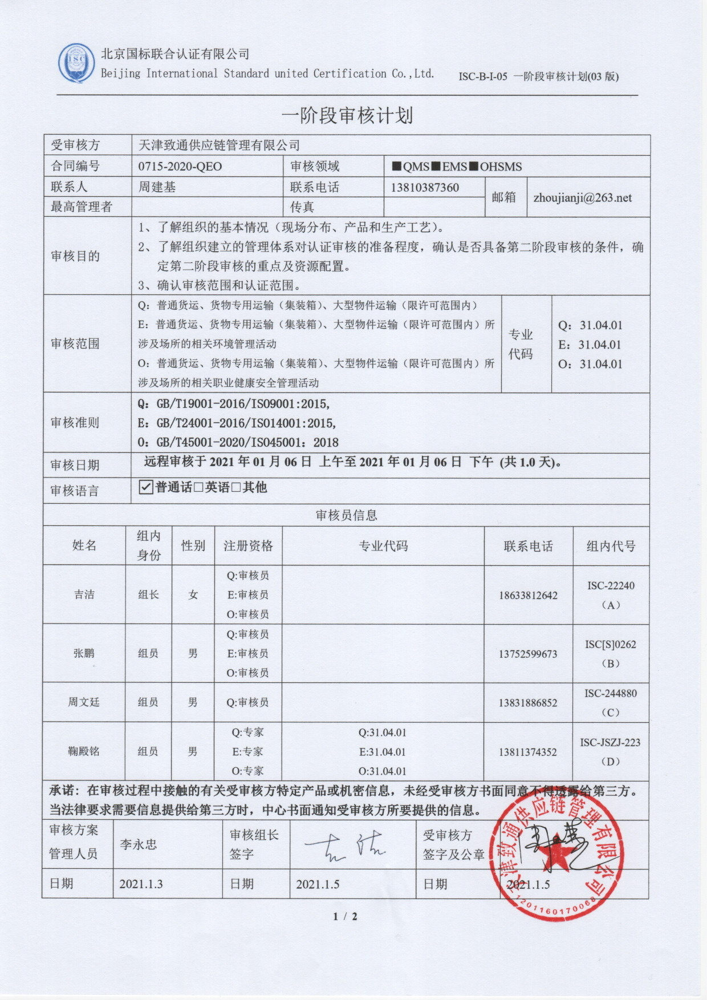 ISC
北京国标联合认证有限公司
Beijing International Standard united Certification Co.,Ltd.
ISC-B-I-05 一阶段审核计划(03 版)
一阶段审核计划
受审核方 天津致通供应链管理有限公司
合同编号 0715-2020-QEO 审核领域 ■QMS■EMS■OHSMS
联系人 周建基 联系电话 13810387360 邮箱 zhoujianji@263.net
最高管理者 传真
审核目的
1、了解组织的基本情况（现场分布、产品和生产工艺）。
2、了解组织建立的管理体系对认证审核的准备程度，确认是否具备第二阶段审核的条件，确
定第二阶段审核的重点及资源配置。
3、确认审核范围和认证范围。
审核范围
Q：普通货运、货物专用运输（集装箱）、大型物件运输（限许可范围内）
E：普通货运、货物专用运输（集装箱）、大型物件运输（限许可范围内）所
涉及场所的相关环境管理活动
O：普通货运、货物专用运输（集装箱）、大型物件运输（限许可范围内）所
涉及场所的相关职业健康安全管理活动
专业
代码
Q：31.04.01
E：31.04.01
O：31.04.01
审核准则
Q：GB/T19001-2016/ISO9001:2015,
E：GB/T24001-2016/ISO14001:2015,
O：GB/T45001-2020/ISO45001：2018
审核日期 远程审核于 2021 年 01 月 06 日 上午至 2021 年 01 月 06 日 下午 (共 1.0 天)。
审核语言 ☑普通话□英语□其他
审核员信息
姓名 组内身份 性别 注册资格 专业代码 联系电话 组内代号
吉洁 组长 女
Q:审核员
E:审核员
O:审核员
18633812642
ISC-22240
（A）
张鹏 组员 男
Q:审核员
E:审核员
O:审核员
13752599673
ISC[S]0262
（B）
周文廷 组员 男 Q:审核员 13831886852
ISC-244880
（C）
鞠殿铭 组员 男
Q:专家 Q:31.04.01
E:专家 E:31.04.01
O:专家 O:31.04.01
13811374352
ISC-JSZJ-223
（D）
承诺：在审核过程中接触的有关受审核方特定产品或机密信息，未经受审核方书面同意不得透露给第三方。
当法律要求需要信息提供给第三方时，中心书面通知受审核方所要提供的信息。
审核方案
管理人员
李永忠
审核组长
签字
吉洁
受审核方
签字及公章
日期 2021.1.3 日期 2021.1.5 日期 2021.1.5
天津致通供应链管理有限公司
1201160170068
1 / 2